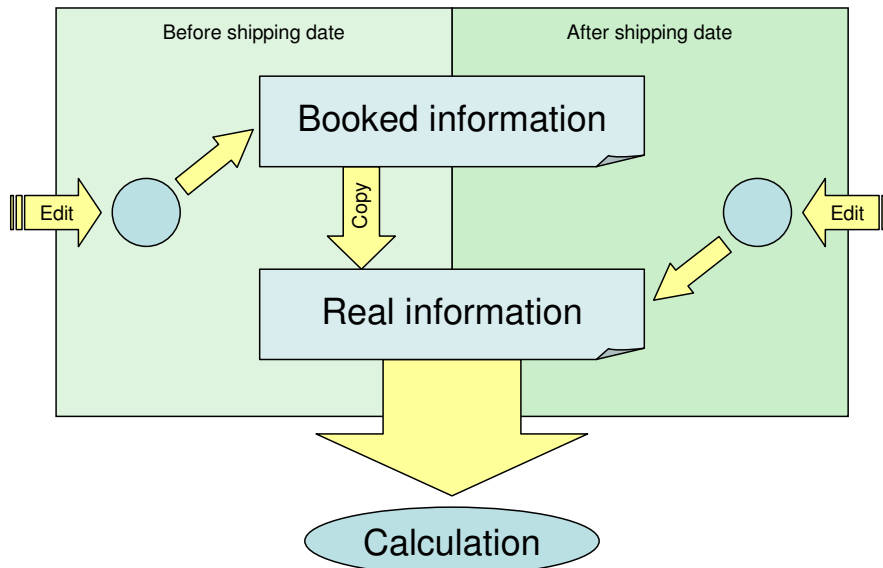 Before shipping date
After shipping date
Booked information
Edit
Copy
Edit
Real information
Calculation